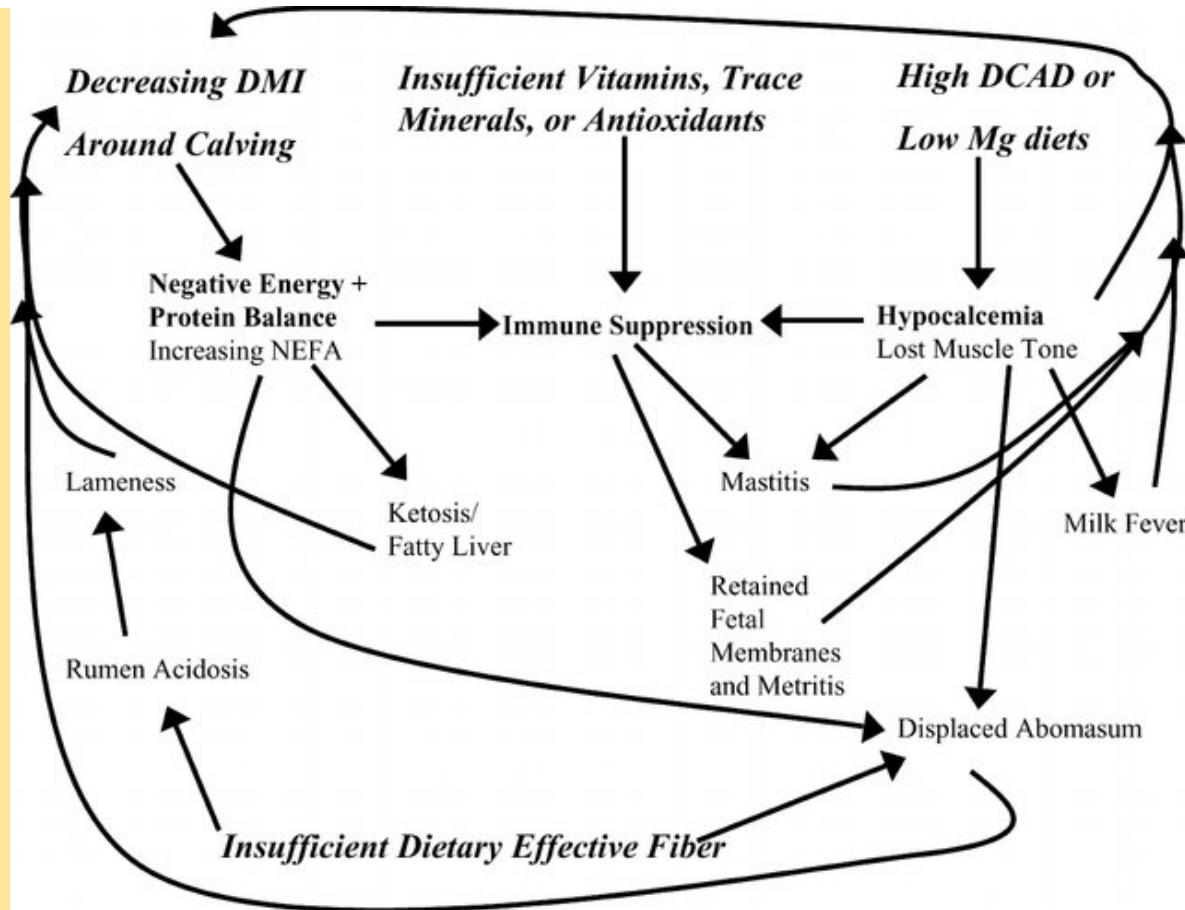 Decreasing DMI
Around Calving
Insufficient Vitamins, Trace
Minerals, or Antioxidants
High DCAD or
Low Mg diets
Negative Energy +
Protein Balance
Increasing NEFA
Immune Suppression
Hypocalcemia
Lost Muscle Tone
Lameness
Ketosis/
Fatty Liver
Mastitis
Milk Fever
Retained
Fetal
Membranes
and Metritis
Rumen Acidosis
Displaced Abomasum
Insufficient Dietary Effective Fiber